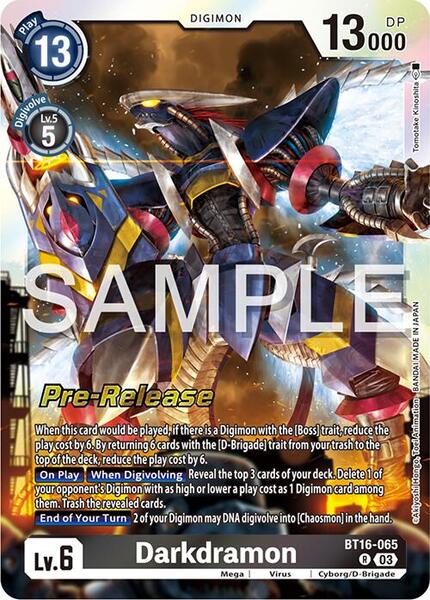 Play
13
DIGIMON
13000
DP
Digivolve
Lv.5
5
Tomotake Kinoshita
SAMPLE
©Akiyoshi Hongo, Toei Animation BANDAI MADE IN JAPAN
Pre-Release
When this card would be played, if there is a Digimon with the [Boss] trait, reduce the
play cost by 6. By returning 6 cards with the [D-Brigade] trait from your trash to the
top of the deck, reduce the play cost by 6.
On Play When Digivolving Reveal the top 3 cards of your deck. Delete 1 of
your opponent's Digimon with as high or lower a play cost as 1 Digimon card among
them. Trash the revealed cards.
End of Your Turn 2 of your Digimon may DNA digivolve into [Chaosmon] in the hand.
Lv.6
Darkdramon
BT16-065
R 03
Mega Virus Cyborg/D-Brigade